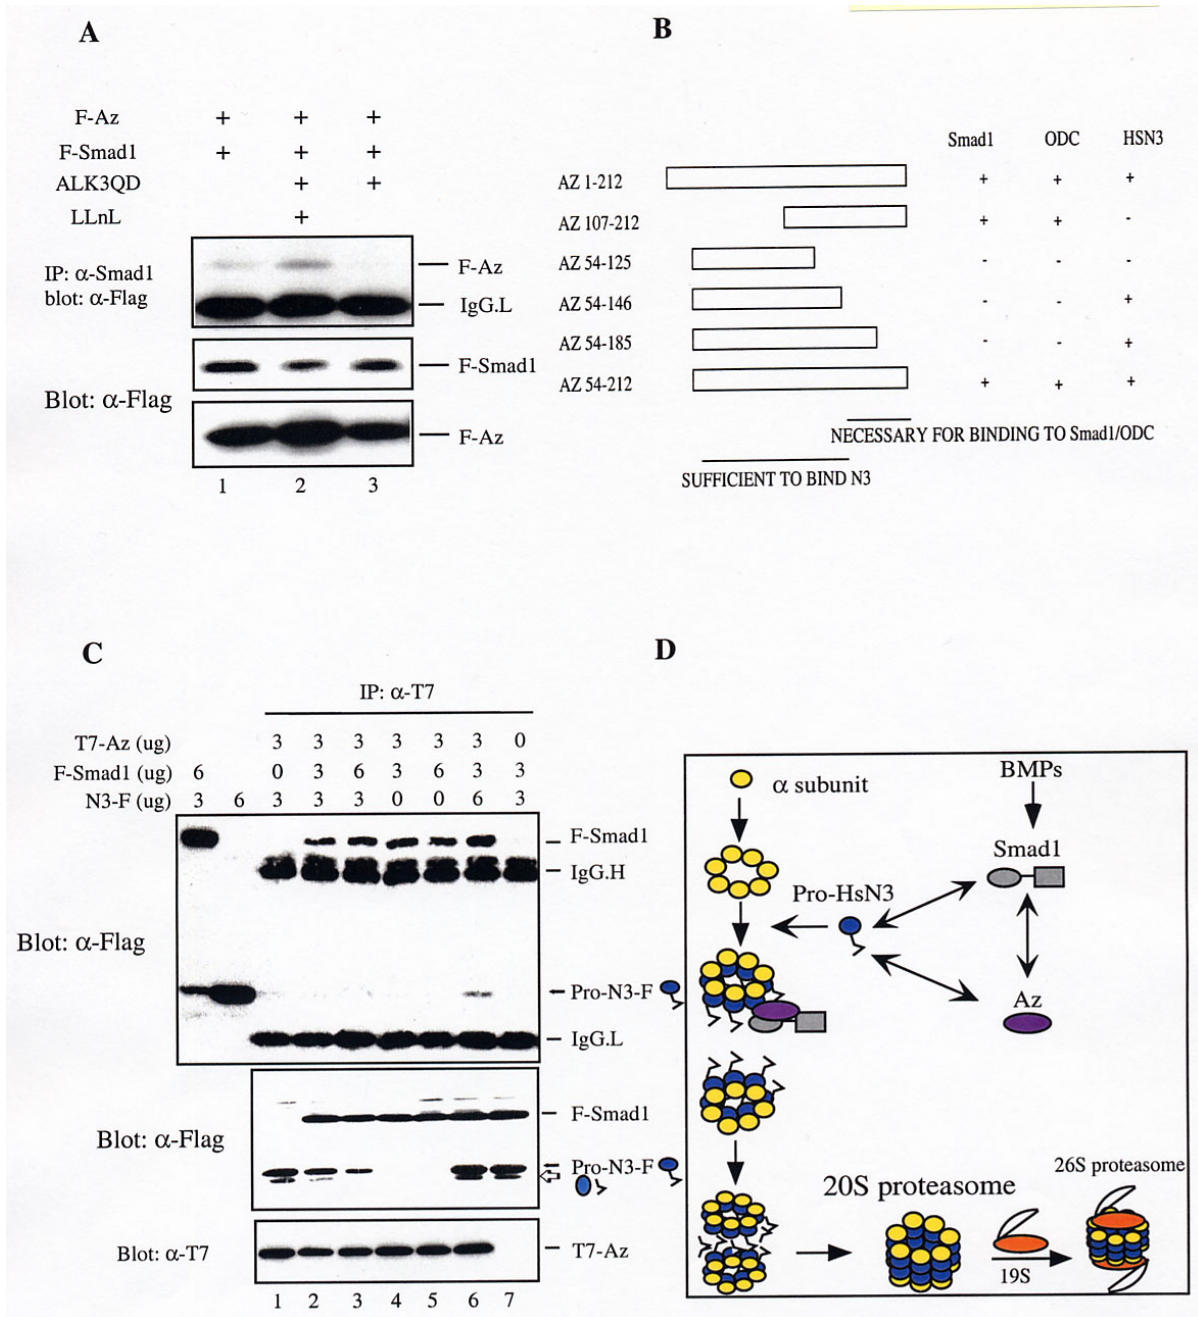 A
F-Az + + +
F-Smad1 + + +
ALK3QD + +
LLnL +
IP: α-Smad1
blot: α-Flag
F-Az
IgG.L
F-Smad1
Blot: α-Flag
F-Az
1 2 3
B
Smad1 ODC HSN3
AZ 1-212 + + +
AZ 107-212 + + -
AZ 54-125 - - -
AZ 54-146 - - +
AZ 54-185 - - +
AZ 54-212 + + +
NECESSARY FOR BINDING TO Smad1/ODC
SUFFICIENT TO BIND N3
C
IP: α-T7
T7-Az (ug) 3 3 3 3 3 3 0
F-Smad1 (ug) 6 0 3 6 3 6 3 3
N3-F (ug) 3 6 3 3 3 0 0 6 3
F-Smad1
IgG.H
Blot: α-Flag
Pro-N3-F
IgG.L
F-Smad1
Blot: α-Flag
Pro-N3-F
Blot: α-T7
T7-Az
1 2 3 4 5 6 7
D
α subunit
BMPs
Smad1
Pro-HsN3
Az
20S proteasome
26S proteasome
19S